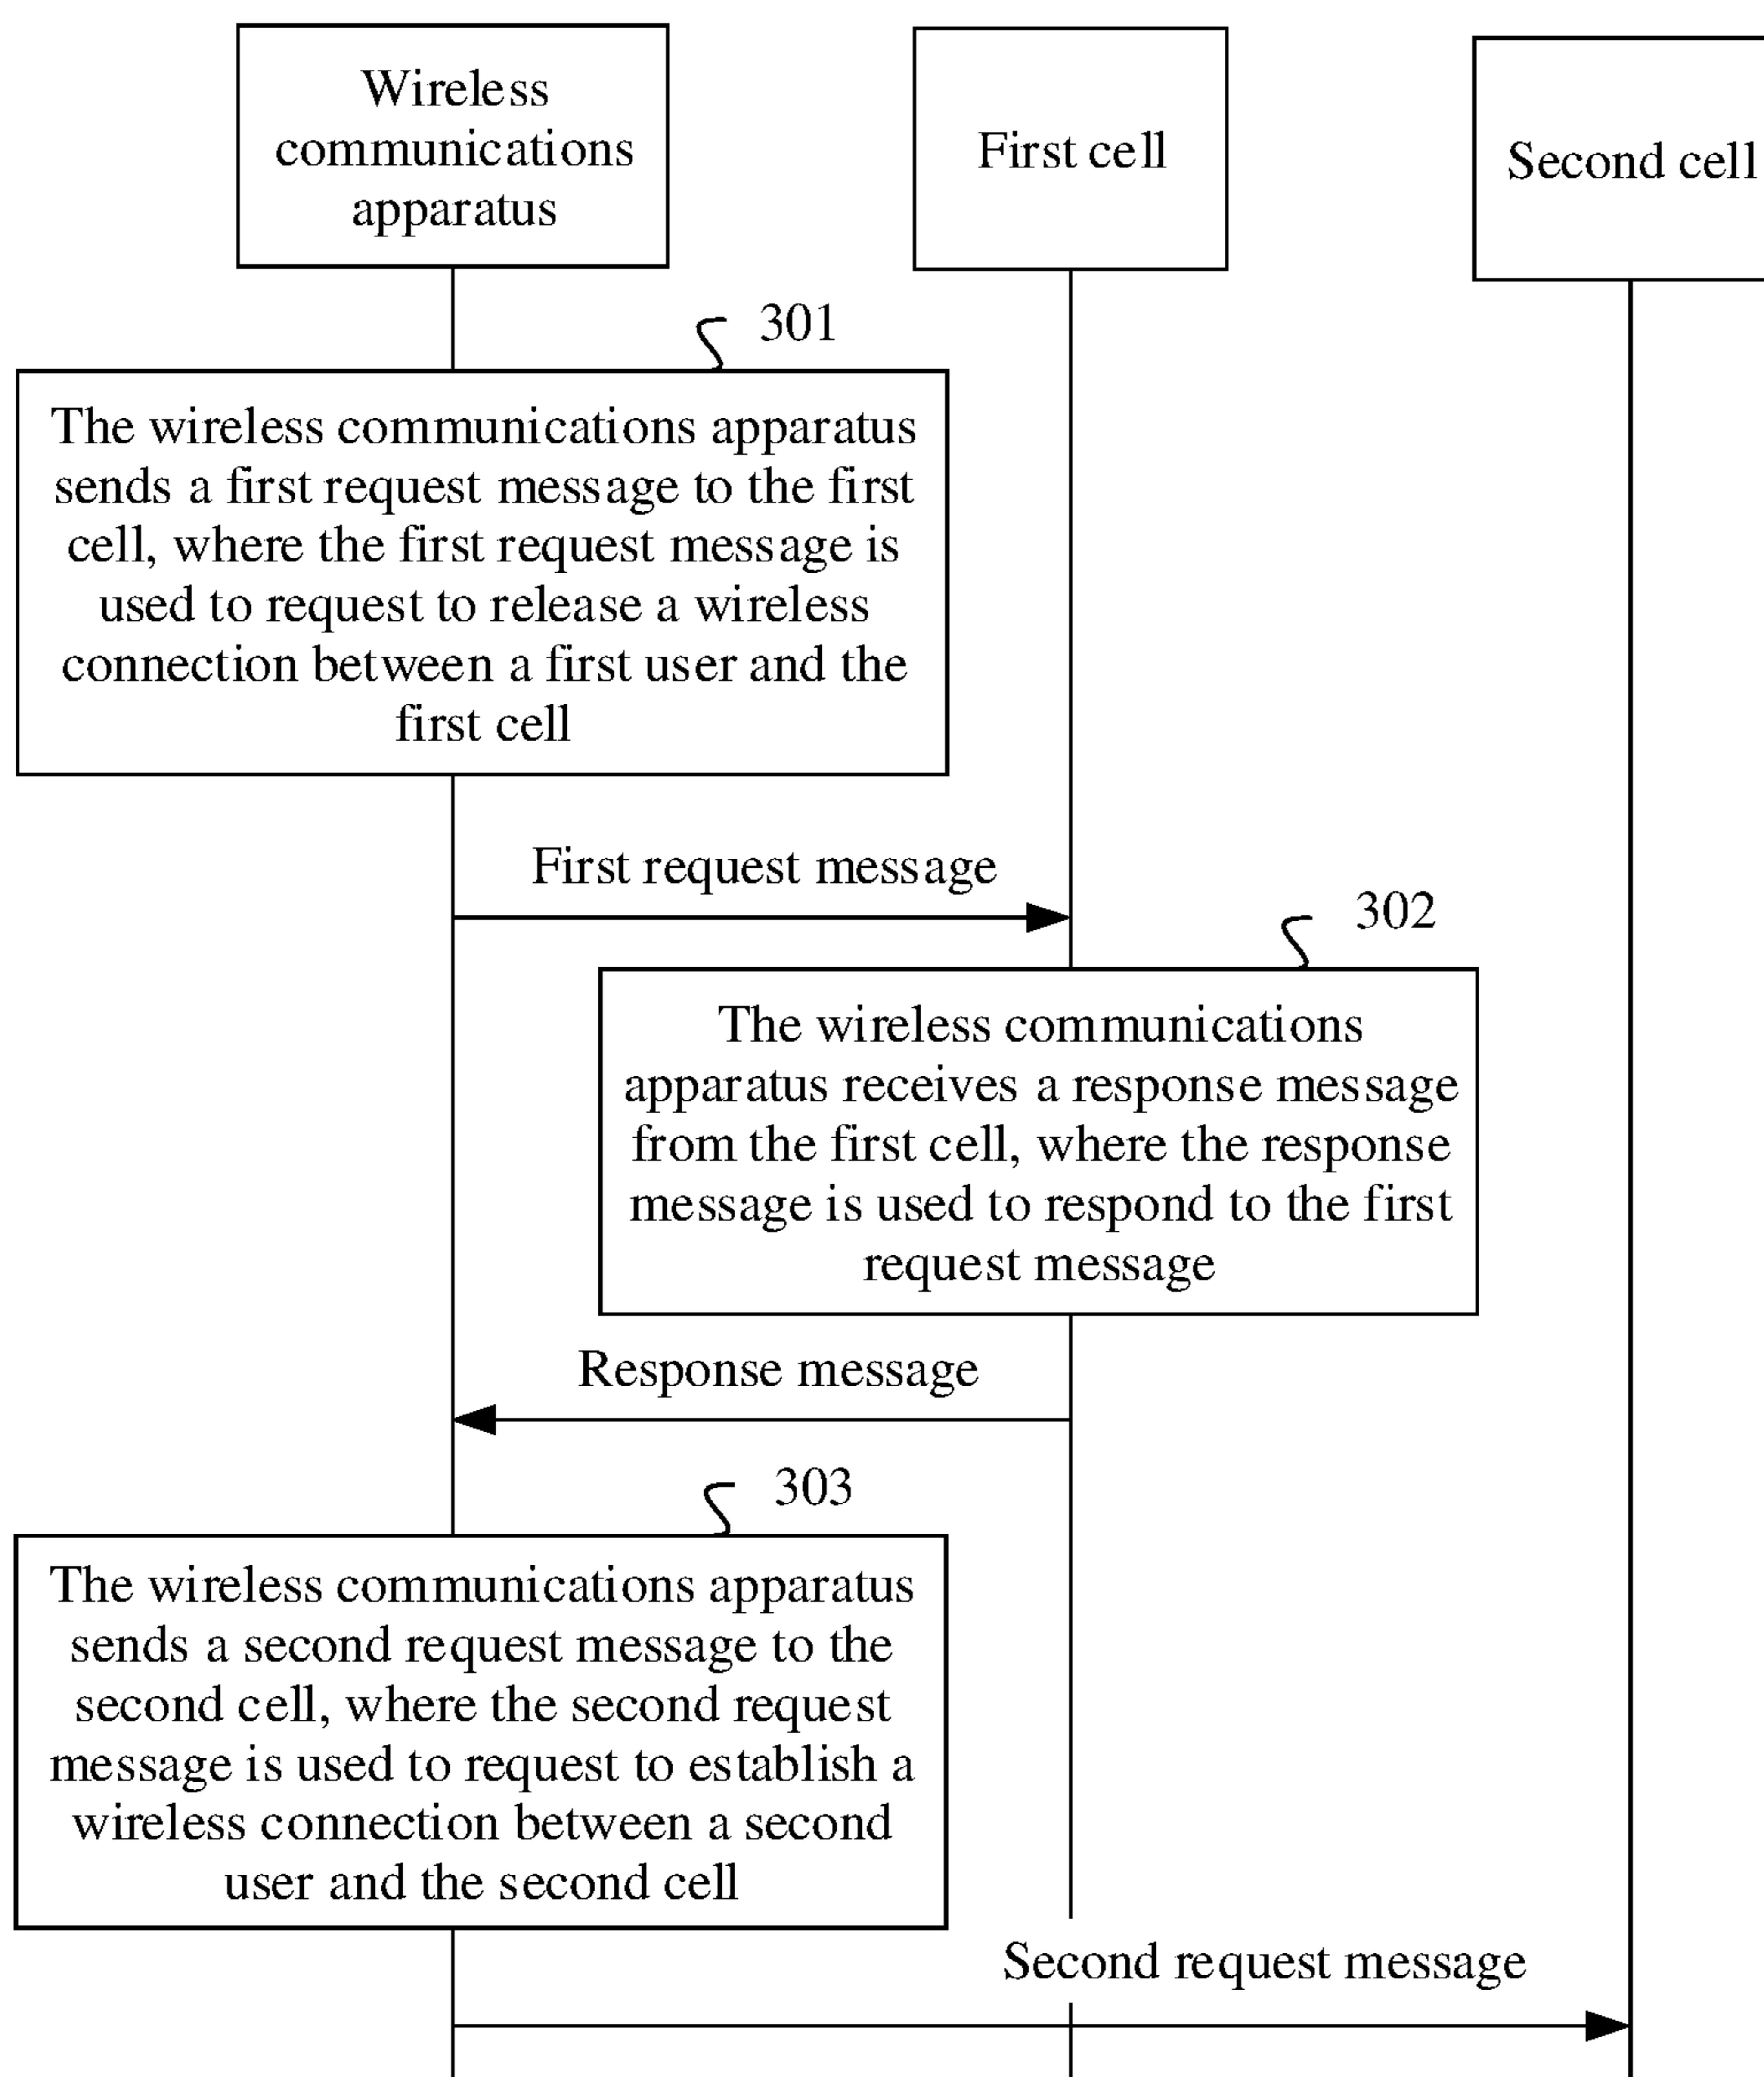 Wireless
communications
apparatus
First cell
Second cell
301
The wireless communications apparatus
sends a first request message to the first
cell, where the first request message is
used to request to release a wireless
connection between a first user and the
first cell
First request message
302
The wireless communications
apparatus receives a response message
from the first cell, where the response
message is used to respond to the first
request message
Response message
303
The wireless communications apparatus
sends a second request message to the
second cell, where the second request
message is used to request to establish a
wireless connection between a second
user and the second cell
Second request message